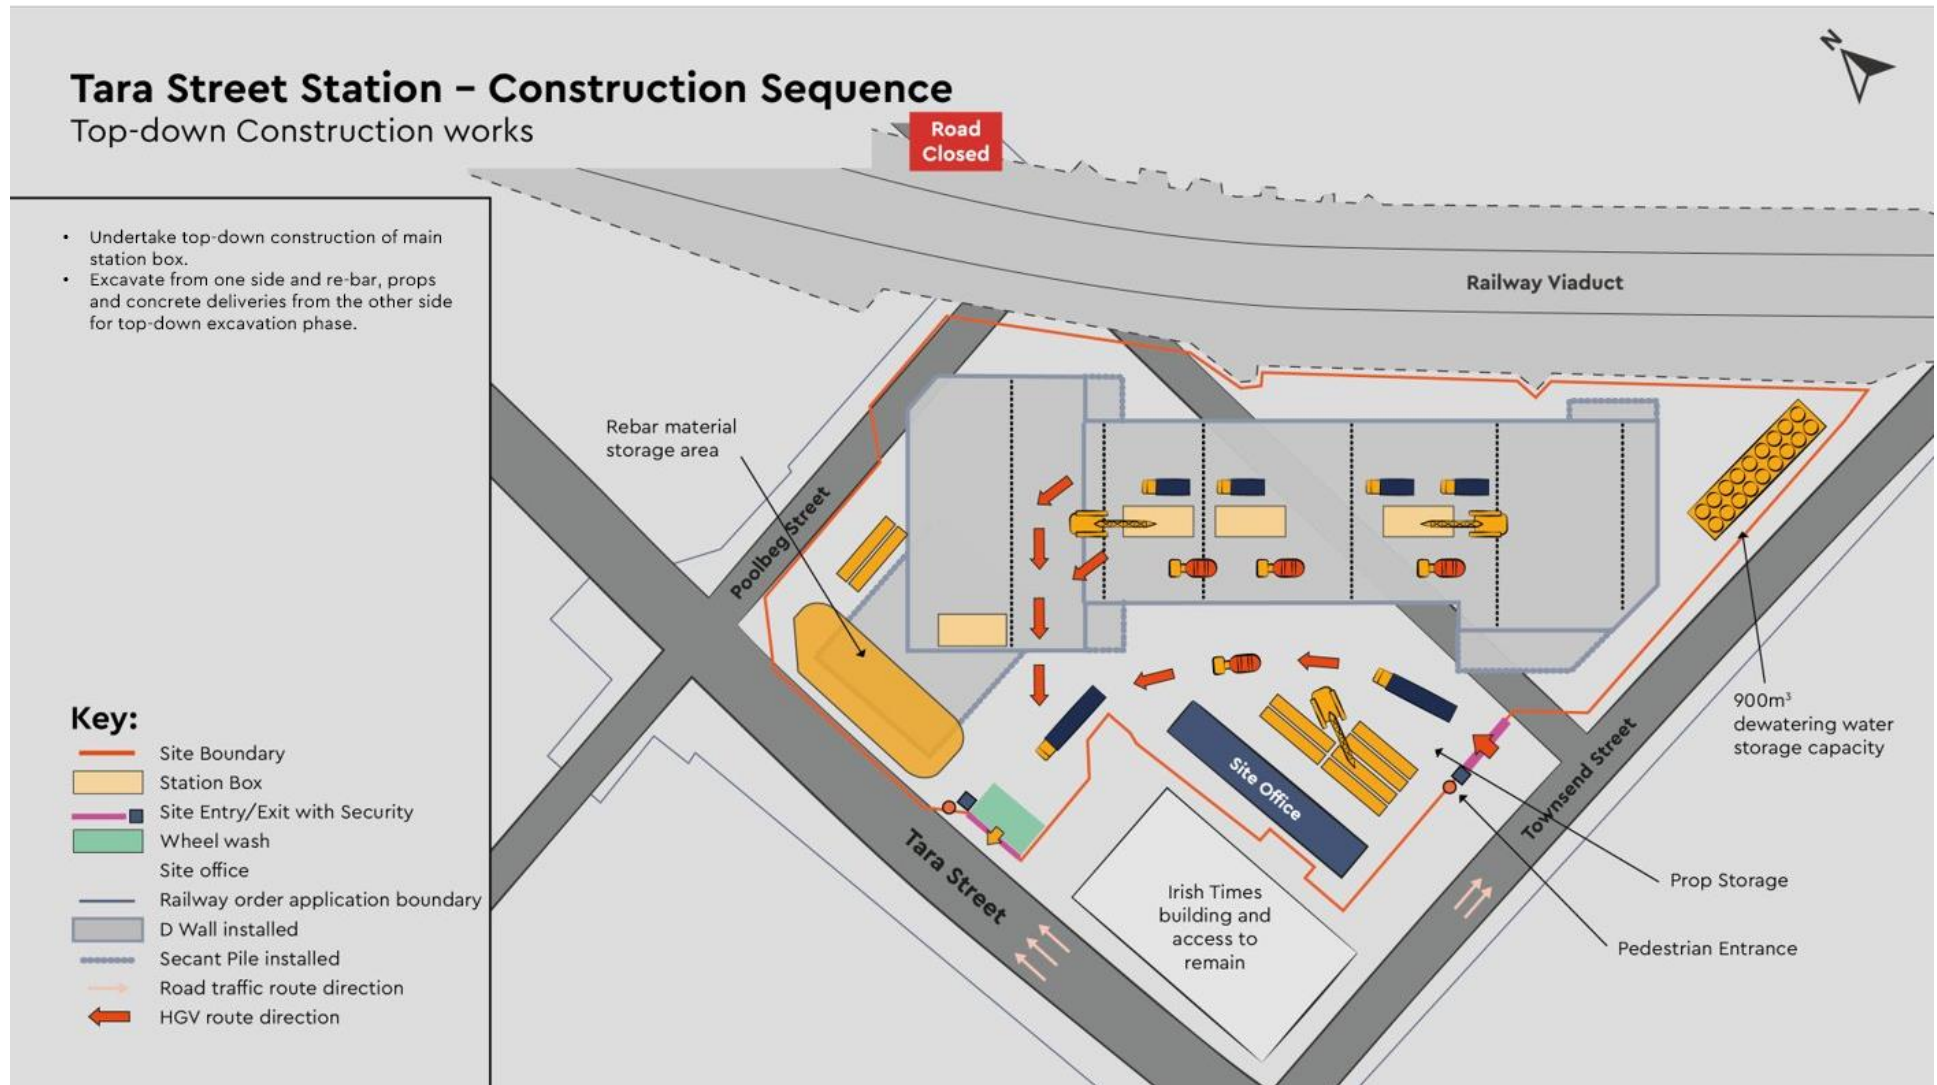 Tara Street Station – Construction Sequence
Top-down Construction works
N
Road
Closed
• Undertake top-down construction of main
station box.
• Excavate from one side and re-bar, props
and concrete deliveries from the other side
for top-down excavation phase.
Railway Viaduct
Rebar material
storage area
Poolbeg Street
900m³
dewatering water
storage capacity
Site Office
Townsend Street
Tara Street
Irish Times
building and
access to
remain
Prop Storage
Pedestrian Entrance
Key:
Site Boundary
Station Box
Site Entry/Exit with Security
Wheel wash
Site office
Railway order application boundary
D Wall installed
Secant Pile installed
Road traffic route direction
HGV route direction